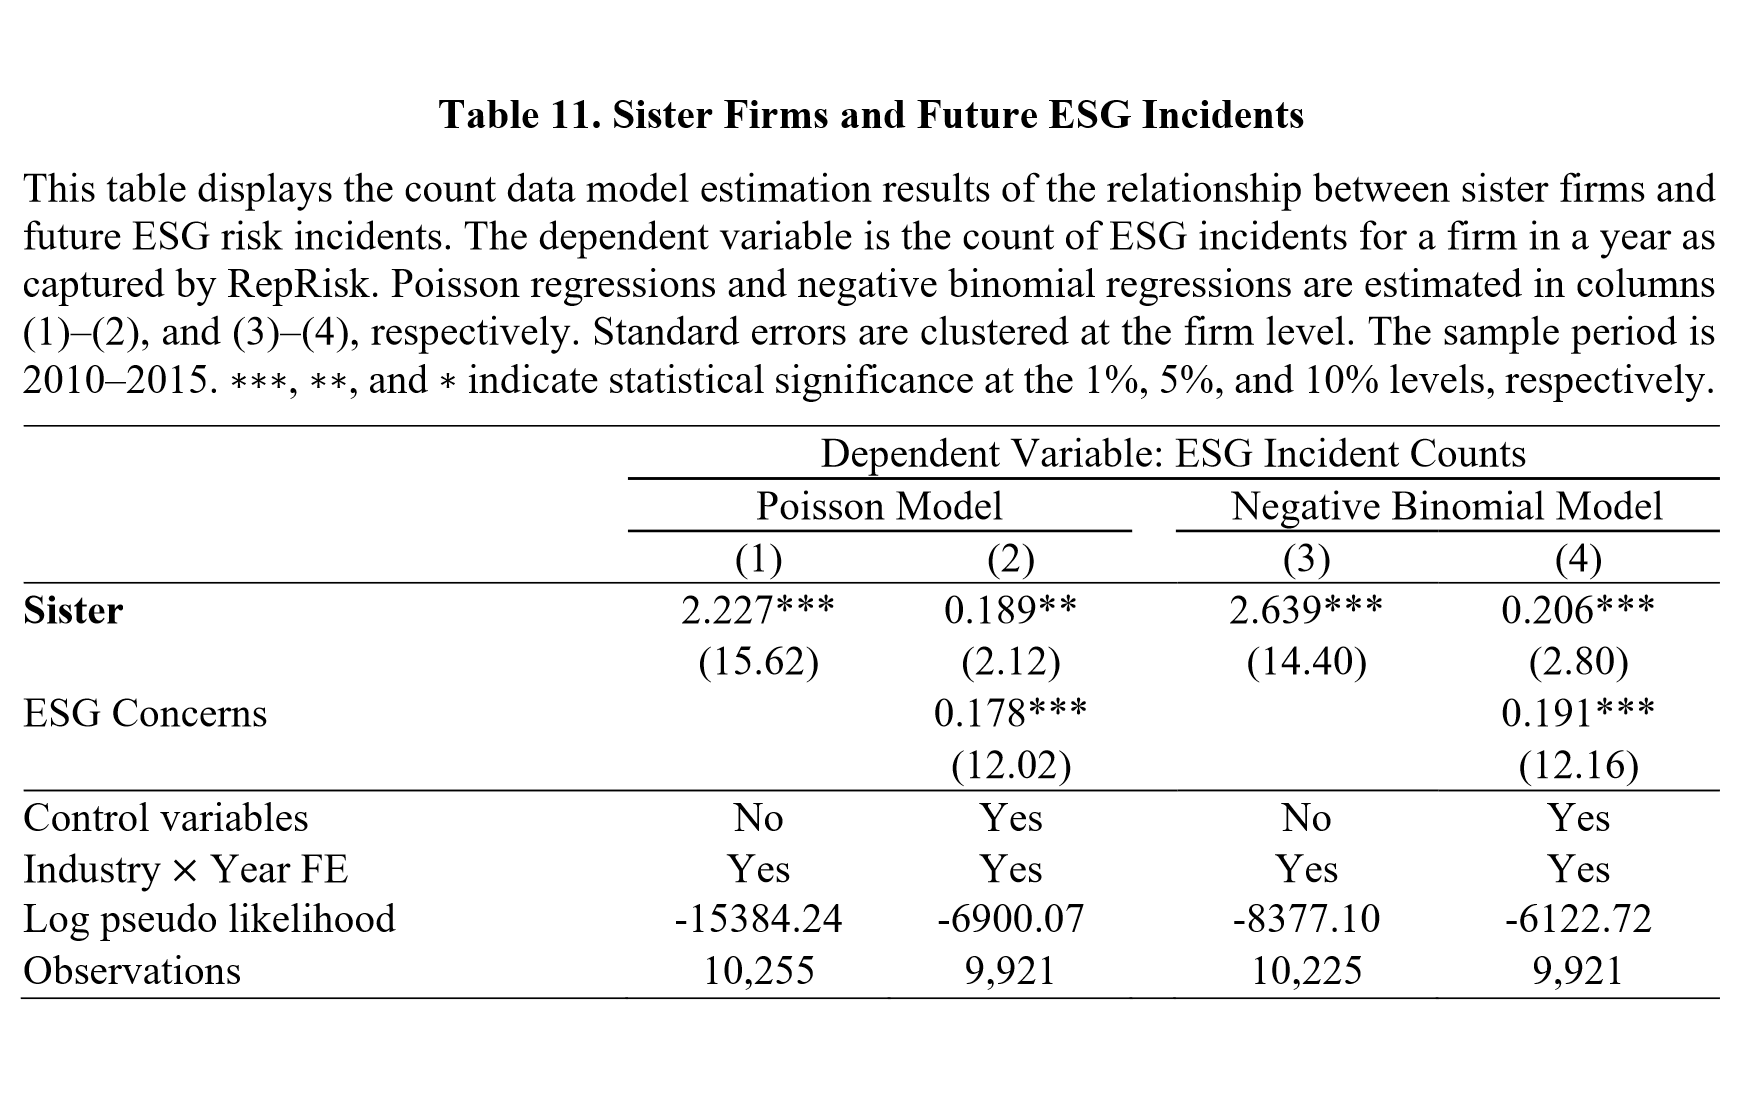 Table 11. Sister Firms and Future ESG Incidents
This table displays the count data model estimation results of the relationship between sister firms and
future ESG risk incidents. The dependent variable is the count of ESG incidents for a firm in a year as
captured by RepRisk. Poisson regressions and negative binomial regressions are estimated in columns
(1)–(2), and (3)–(4), respectively. Standard errors are clustered at the firm level. The sample period is
2010–2015. ∗∗∗, ∗∗, and ∗ indicate statistical significance at the 1%, 5%, and 10% levels, respectively.
Dependent Variable: ESG Incident Counts
Poisson Model Negative Binomial Model
(1) (2) (3) (4)
Sister 2.227*** 0.189** 2.639*** 0.206***
(15.62) (2.12) (14.40) (2.80)
ESG Concerns 0.178*** 0.191***
(12.02) (12.16)
Control variables No Yes No Yes
Industry × Year FE Yes Yes Yes Yes
Log pseudo likelihood -15384.24 -6900.07 -8377.10 -6122.72
Observations 10,255 9,921 10,225 9,921